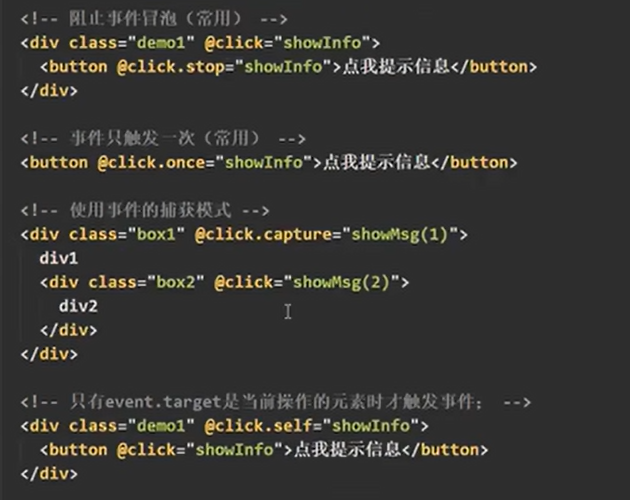 <!-- 阻止事件冒泡（常用） -->
<div class="demo1" @click="showInfo">
<button @click.stop="showInfo">点我提示信息</button>
</div>
<!-- 事件只触发一次（常用） -->
<button @click.once="showInfo">点我提示信息</button>
<!-- 使用事件的捕获模式 -->
<div class="box1" @click.capture="showMsg(1)">
div1
<div class="box2" @click="showMsg(2)">
div2
</div>
</div>
<!-- 只有event.target是当前操作的元素时才触发事件； -->
<div class="demo1" @click.self="showInfo">
<button @click="showInfo">点我提示信息</button>
</div>